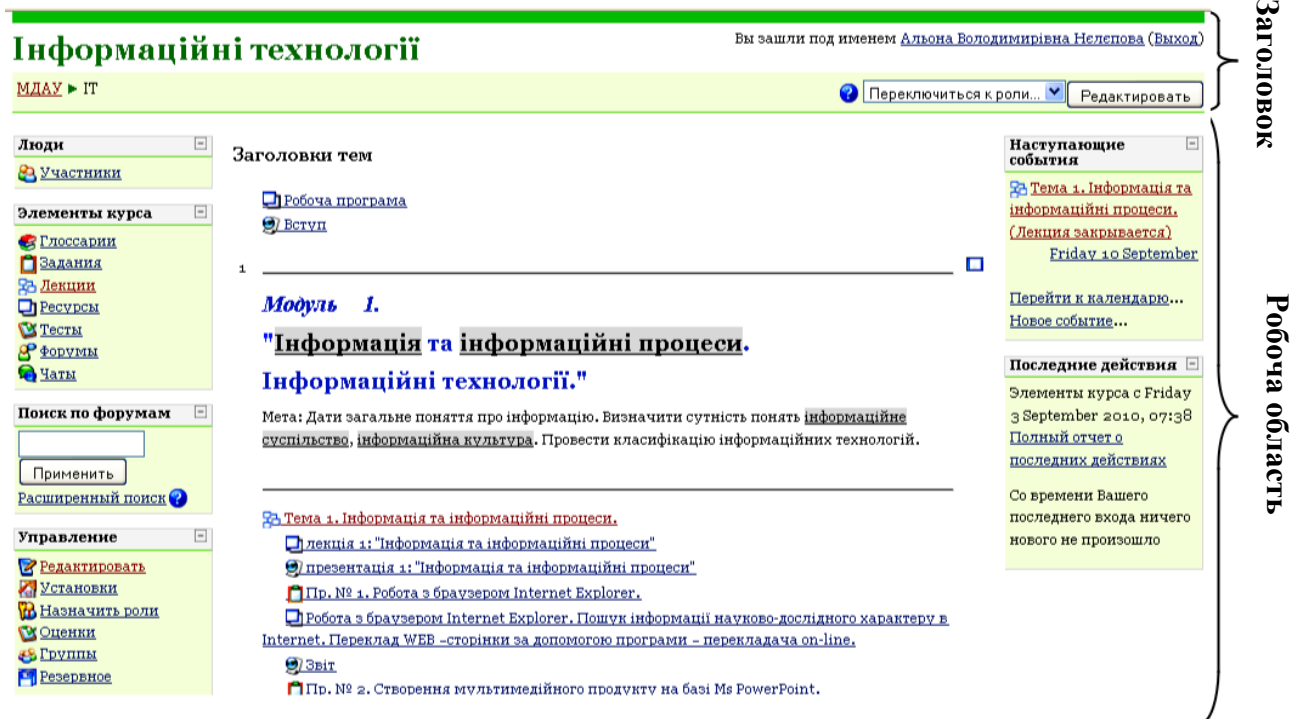 Інформаційні технології
Вы зашли под именем Альона Володимирівна Нєлєпова (Выход)
МДАУ ► ІТ
Переключиться к роли...
Редактировать
Заголовок
Люди
Участники
Элементы курса
Глоссарии
Задания
Лекции
Ресурсы
Тесты
Форумы
Чаты
Поиск по форумам
Применить
Расширенный поиск
Управление
Редактировать
Установки
Назначить роли
Оценки
Группы
Резервное
Заголовки тем
Робоча програма
Вступ
1
Модуль 1.
"Інформація та інформаційні процеси.
Інформаційні технології."
Мета: Дати загальне поняття про інформацію. Визначити сутність понять інформаційне
суспільство, інформаційна культура. Провести класифікацію інформаційних технологій.
Тема 1. Інформація та інформаційні процеси.
лекція 1: "Інформація та інформаційні процеси"
презентація 1: "Інформація та інформаційні процеси"
Пр. № 1. Робота з браузером Internet Explorer.
Робота з браузером Internet Explorer. Пошук інформації науково-дослідного характеру в
Internet. Переклад WEB –сторінки за допомогою програми – перекладача on-line.
Звіт
Пр. № 2. Створення мультимедійного продукту на базі Ms PowerPoint.
Наступающие
события
Тема 1. Інформація та
інформаційні процеси.
(Лекция закрывается)
Friday 10 September
Перейти к календарю...
Новое событие...
Последние действия
Элементы курса с Friday
3 September 2010, 07:38
Полный отчет о
последних действиях
Со времени Вашего
последнего входа ничего
нового не произошло
Робоча область